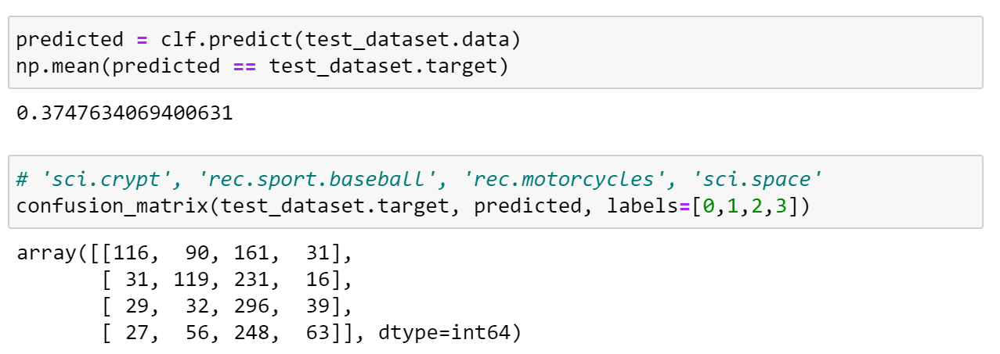 predicted = clf.predict(test_dataset.data)
np.mean(predicted == test_dataset.target)
0.3747634069400631
# 'sci.crypt', 'rec.sport.baseball', 'rec.motorcycles', 'sci.space'
confusion_matrix(test_dataset.target, predicted, labels=[0,1,2,3])
array([[116,  90, 161,  31],
       [ 31, 119, 231,  16],
       [ 29,  32, 296,  39],
       [ 27,  56, 248,  63]], dtype=int64)